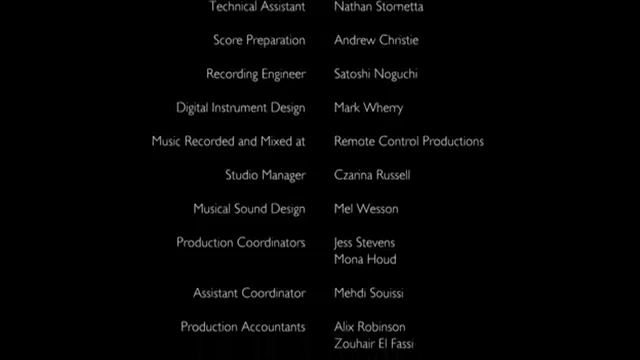 Technical Assistant Nathan Stornetta
Score Preparation Andrew Christie
Recording Engineer Satoshi Noguchi
Digital Instrument Design Mark Wherry
Music Recorded and Mixed at Remote Control Productions
Studio Manager Czarina Russell
Musical Sound Design Mel Wesson
Production Coordinators Jess Stevens
Mona Houd
Assistant Coordinator Mehdi Souissi
Production Accountants Alix Robinson
Zouhair El Fassi